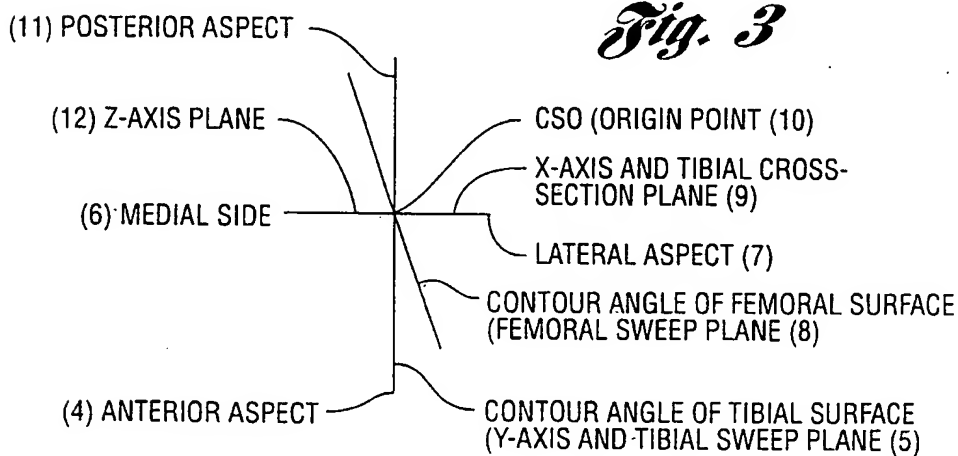 Fig. 3
(11) POSTERIOR ASPECT
(12) Z-AXIS PLANE
(6) MEDIAL SIDE
(4) ANTERIOR ASPECT
CSO (ORIGIN POINT (10)
X-AXIS AND TIBIAL CROSS-
SECTION PLANE (9)
LATERAL ASPECT (7)
CONTOUR ANGLE OF FEMORAL SURFACE
(FEMORAL SWEEP PLANE (8)
CONTOUR ANGLE OF TIBIAL SURFACE
(Y-AXIS AND TIBIAL SWEEP PLANE (5)